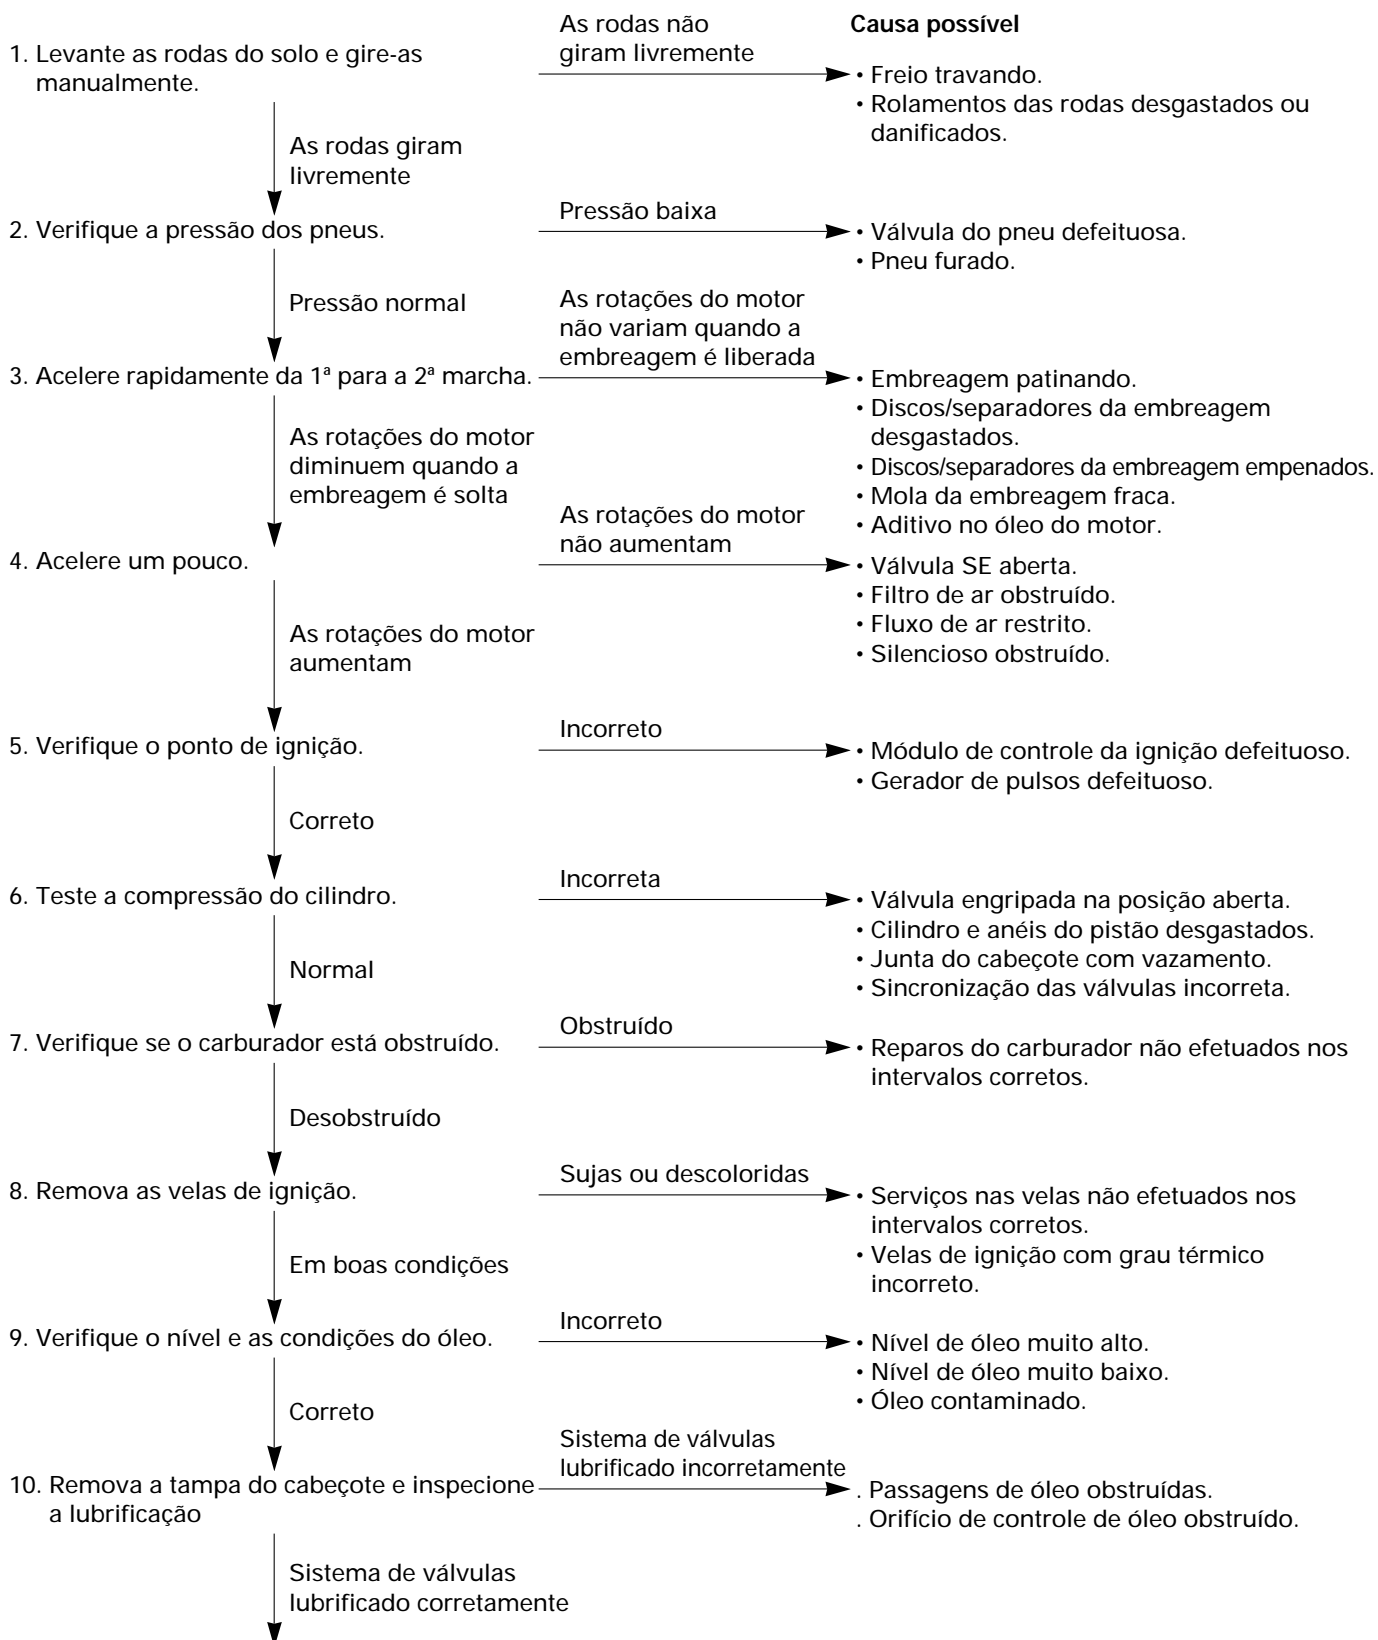 As rodas não
giram livremente
Causa possível
1. Levante as rodas do solo e gire-as
manualmente.
• Freio travando.
• Rolamentos das rodas desgastados ou
danificados.
As rodas giram
livremente
Pressão baixa
2. Verifique a pressão dos pneus.
• Válvula do pneu defeituosa.
• Pneu furado.
Pressão normal
As rotações do motor
não variam quando a
embreagem é liberada
3. Acelere rapidamente da 1ª para a 2ª marcha.
• Embreagem patinando.
• Discos/separadores da embreagem
desgastados.
• Discos/separadores da embreagem empenados.
• Mola da embreagem fraca.
• Aditivo no óleo do motor.
As rotações do motor
diminuem quando a
embreagem é solta
As rotações do motor
não aumentam
4. Acelere um pouco.
• Válvula SE aberta.
• Filtro de ar obstruído.
• Fluxo de ar restrito.
• Silencioso obstruído.
As rotações do motor
aumentam
Incorreto
5. Verifique o ponto de ignição.
• Módulo de controle da ignição defeituoso.
• Gerador de pulsos defeituoso.
Correto
Incorreta
6. Teste a compressão do cilindro.
• Válvula engripada na posição aberta.
• Cilindro e anéis do pistão desgastados.
• Junta do cabeçote com vazamento.
• Sincronização das válvulas incorreta.
Normal
Obstruído
7. Verifique se o carburador está obstruído.
• Reparos do carburador não efetuados nos
intervalos corretos.
Desobstruído
Sujas ou descoloridas
8. Remova as velas de ignição.
• Serviços nas velas não efetuados nos
intervalos corretos.
• Velas de ignição com grau térmico
incorreto.
Em boas condições
Incorreto
9. Verifique o nível e as condições do óleo.
• Nível de óleo muito alto.
• Nível de óleo muito baixo.
• Óleo contaminado.
Correto
Sistema de válvulas
lubrificado incorretamente
10. Remova a tampa do cabeçote e inspecione
a lubrificação
. Passagens de óleo obstruídas.
. Orifício de controle de óleo obstruído.
Sistema de válvulas
lubrificado corretamente